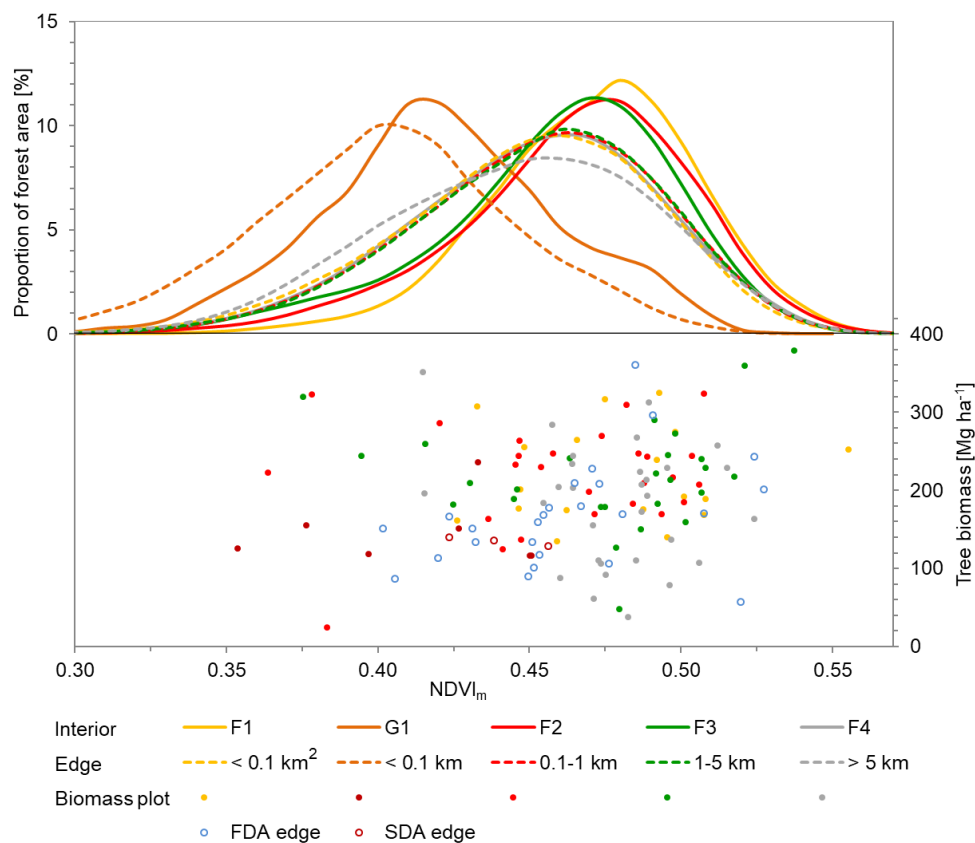 Proportion of forest area [%]
15
10
5
0
Tree biomass [Mg ha⁻¹]
400
300
200
100
0
0.30 0.35 0.40 0.45 0.50 0.55
NDVIₘ
Interior F1 G1 F2 F3 F4
Edge < 0.1 km² < 0.1 km 0.1-1 km 1-5 km > 5 km
Biomass plot
FDA edge SDA edge